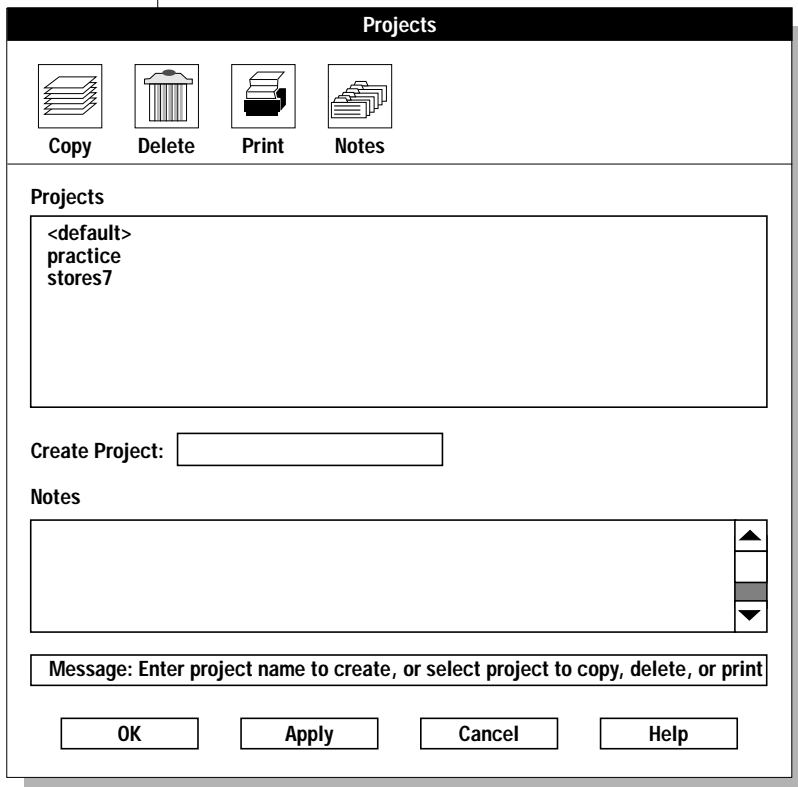 Projects
Copy Delete Print Notes
Projects
<default>
practice
stores7
Create Project:
Notes
Message: Enter project name to create, or select project to copy, delete, or print
OK Apply Cancel Help